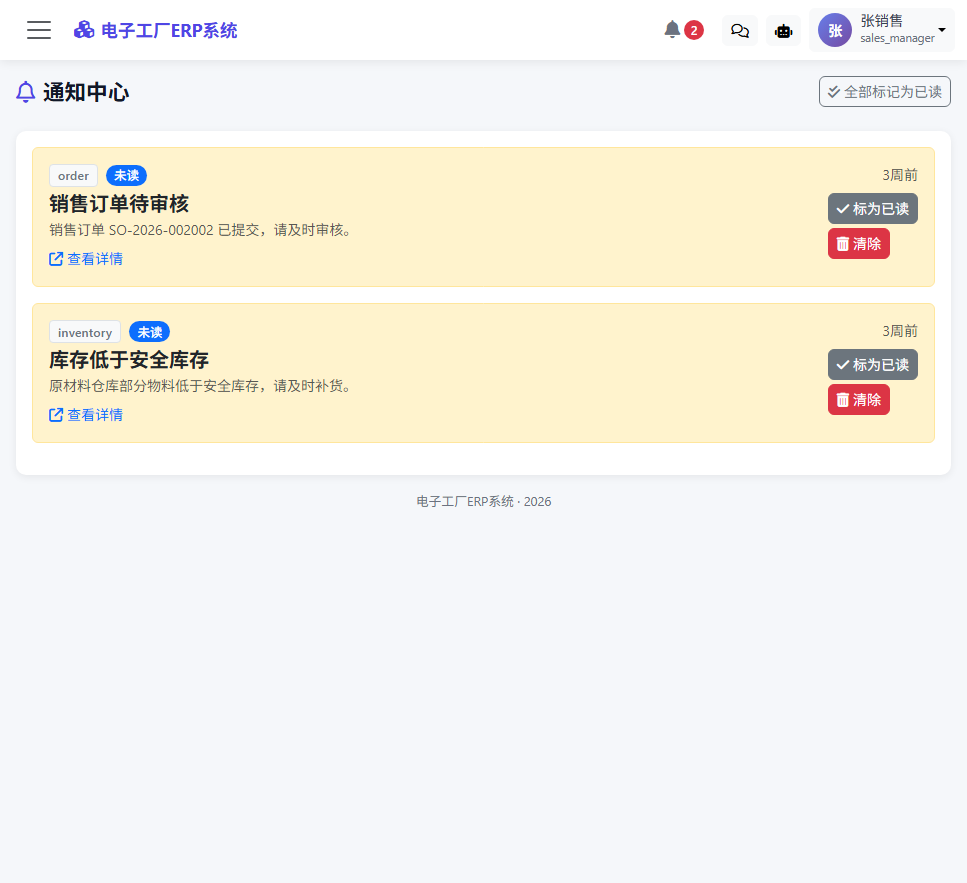 电子工厂ERP系统
2
张
张销售
sales_manager
通知中心
全部标记为已读
order
未读
3周前
销售订单待审核
标为已读
销售订单 SO-2026-002002 已提交，请及时审核。
清除
查看详情
inventory
未读
3周前
库存低于安全库存
标为已读
原材料仓库部分物料低于安全库存，请及时补货。
清除
查看详情
电子工厂ERP系统 · 2026